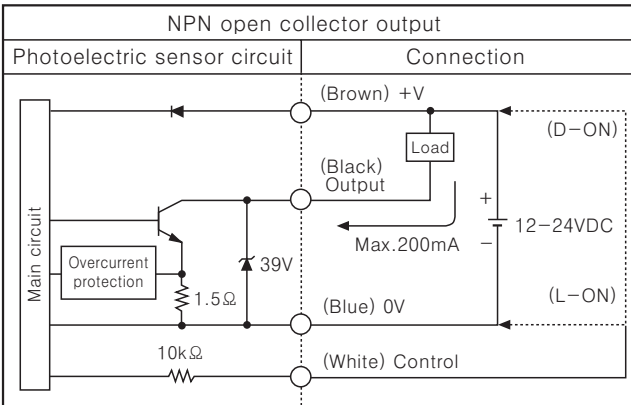 NPN open collector output
Photoelectric sensor circuit
Connection
(Brown) +V
(D-ON)
Load
(Black)
Output
Main circuit
+
12-24VDC
-
Max.200mA
Overcurrent
protection
39V
1.5Ω
(L-ON)
(Blue) 0V
10kΩ
(White) Control